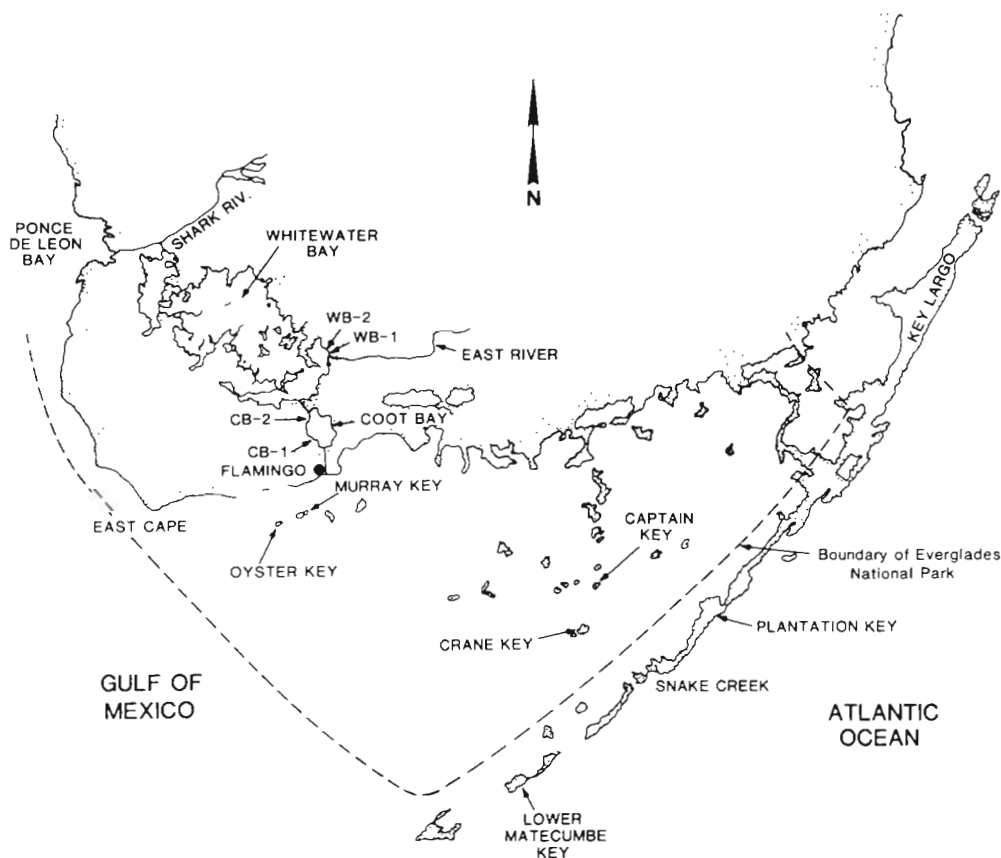 N
PONCE
DE LEON
BAY
SHARK RIV.
WHITEWATER
BAY
WB-2
WB-1
EAST RIVER
KEY LARGO
CB-2
COOT BAY
CB-1
FLAMINGO
MURRAY KEY
EAST CAPE
OYSTER KEY
CAPTAIN
KEY
Boundary of Everglades
National Park
CRANE KEY
PLANTATION KEY
SNAKE CREEK
GULF OF
MEXICO
ATLANTIC
OCEAN
LOWER
MATECUMBE
KEY